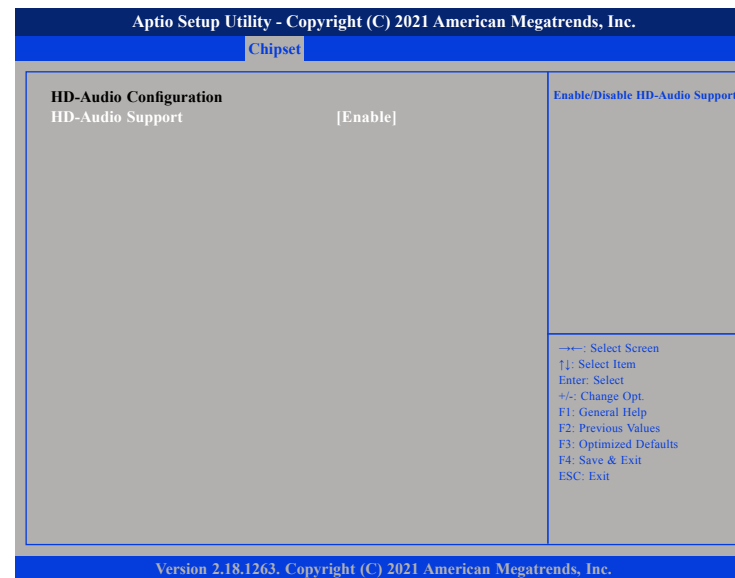 Aptio Setup Utility - Copyright (C) 2021 American Megatrends, Inc.
Chipset
HD-Audio Configuration
HD-Audio Support [Enable]
Enable/Disable HD-Audio Support
→←: Select Screen
↑↓: Select Item
Enter: Select
+/-: Change Opt.
F1: General Help
F2: Previous Values
F3: Optimized Defaults
F4: Save & Exit
ESC: Exit
Version 2.18.1263. Copyright (C) 2021 American Megatrends, Inc.